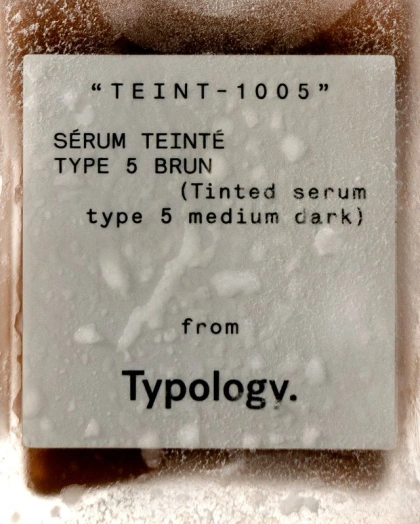 “TEINT-1005”
SÉRUM TEINTÉ
TYPE 5 BRUN
(Tinted serum
type 5 medium dark)
from
Typology.